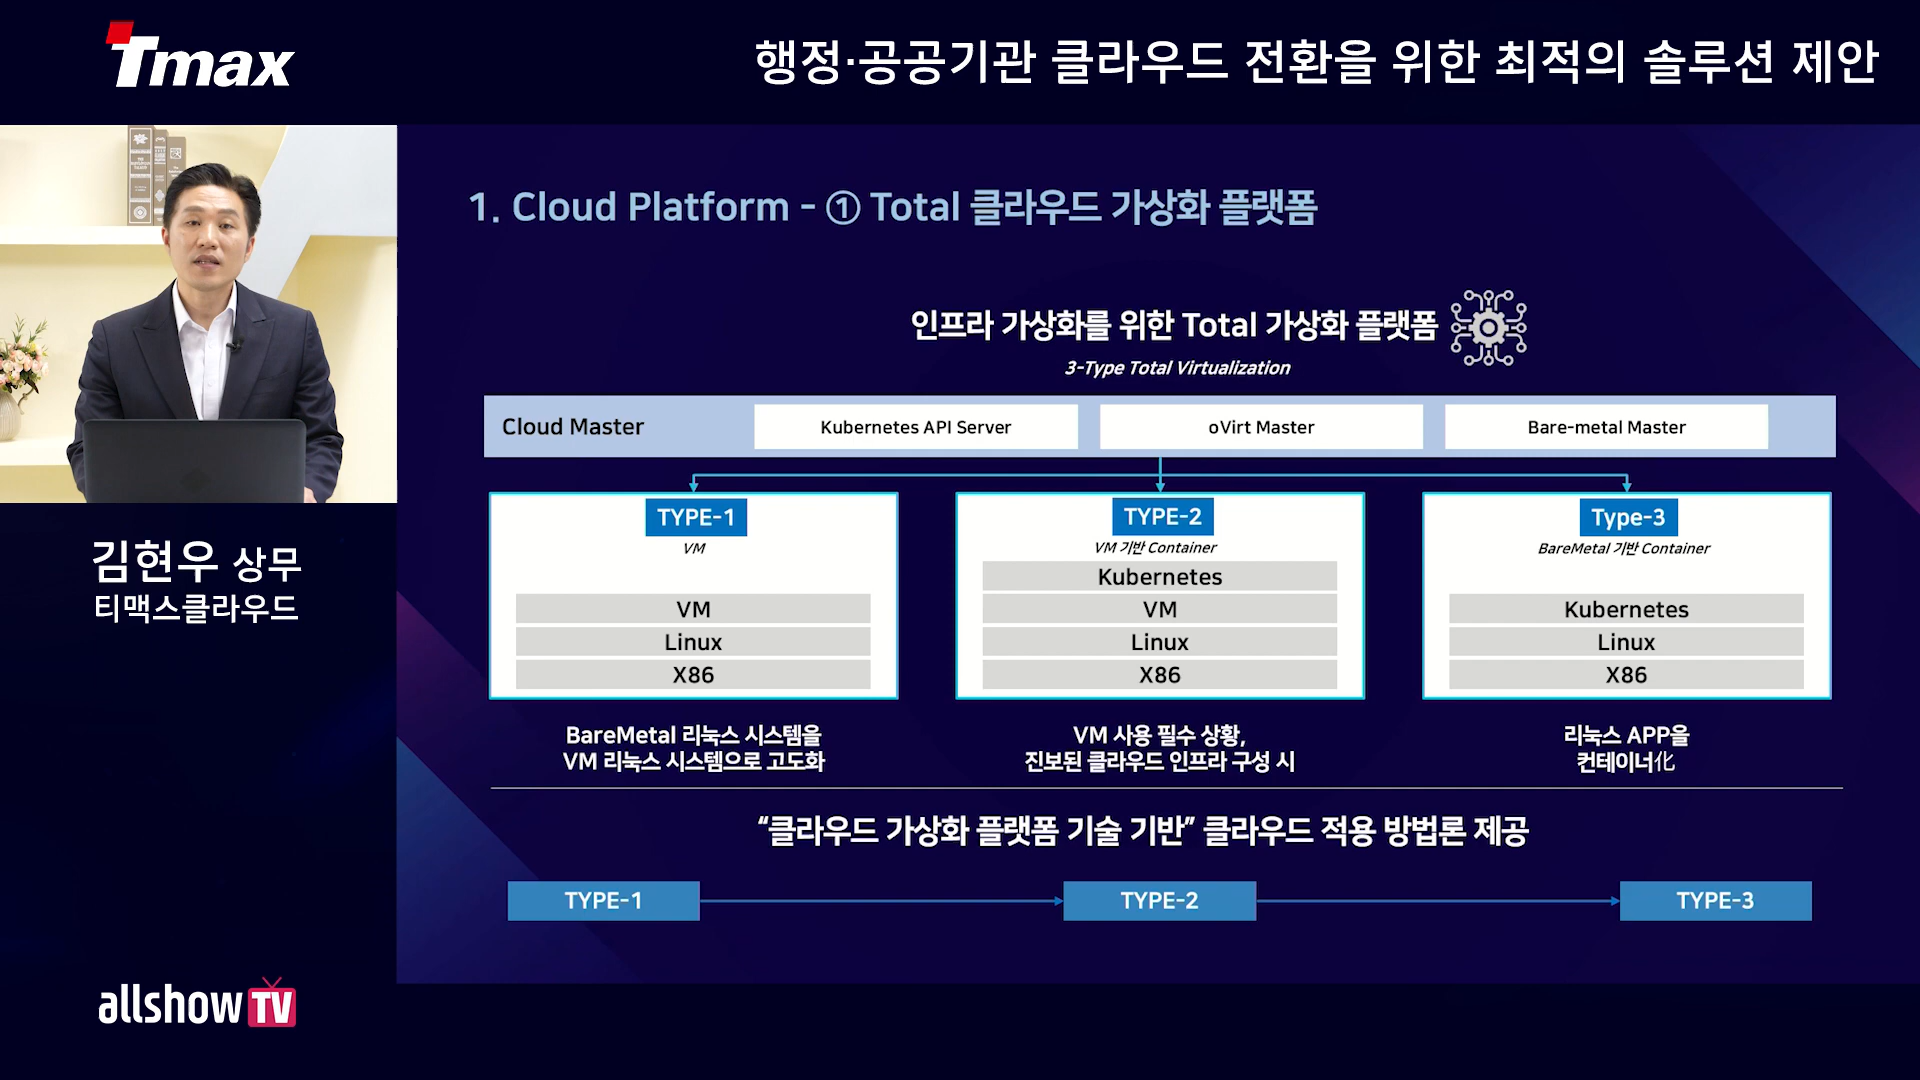 Tmax
행정·공공기관 클라우드 전환을 위한 최적의 솔루션 제안
1. Cloud Platform - ① Total 클라우드 가상화 플랫폼
인프라 가상화를 위한 Total 가상화 플랫폼
3-Type Total Virtualization
Cloud Master
Kubernetes API Server
oVirt Master
Bare-metal Master
TYPE-1
VM
VM
Linux
X86
BareMetal 리눅스 시스템을
VM 리눅스 시스템으로 고도화
TYPE-2
VM 기반 Container
Kubernetes
VM
Linux
X86
VM 사용 필수 상황,
진보된 클라우드 인프라 구성 시
Type-3
BareMetal 기반 Container
Kubernetes
Linux
X86
리눅스 APP을
컨테이너化
“클라우드 가상화 플랫폼 기술 기반” 클라우드 적용 방법론 제공
TYPE-1
TYPE-2
TYPE-3
김현우 상무
티맥스클라우드
allshow TV